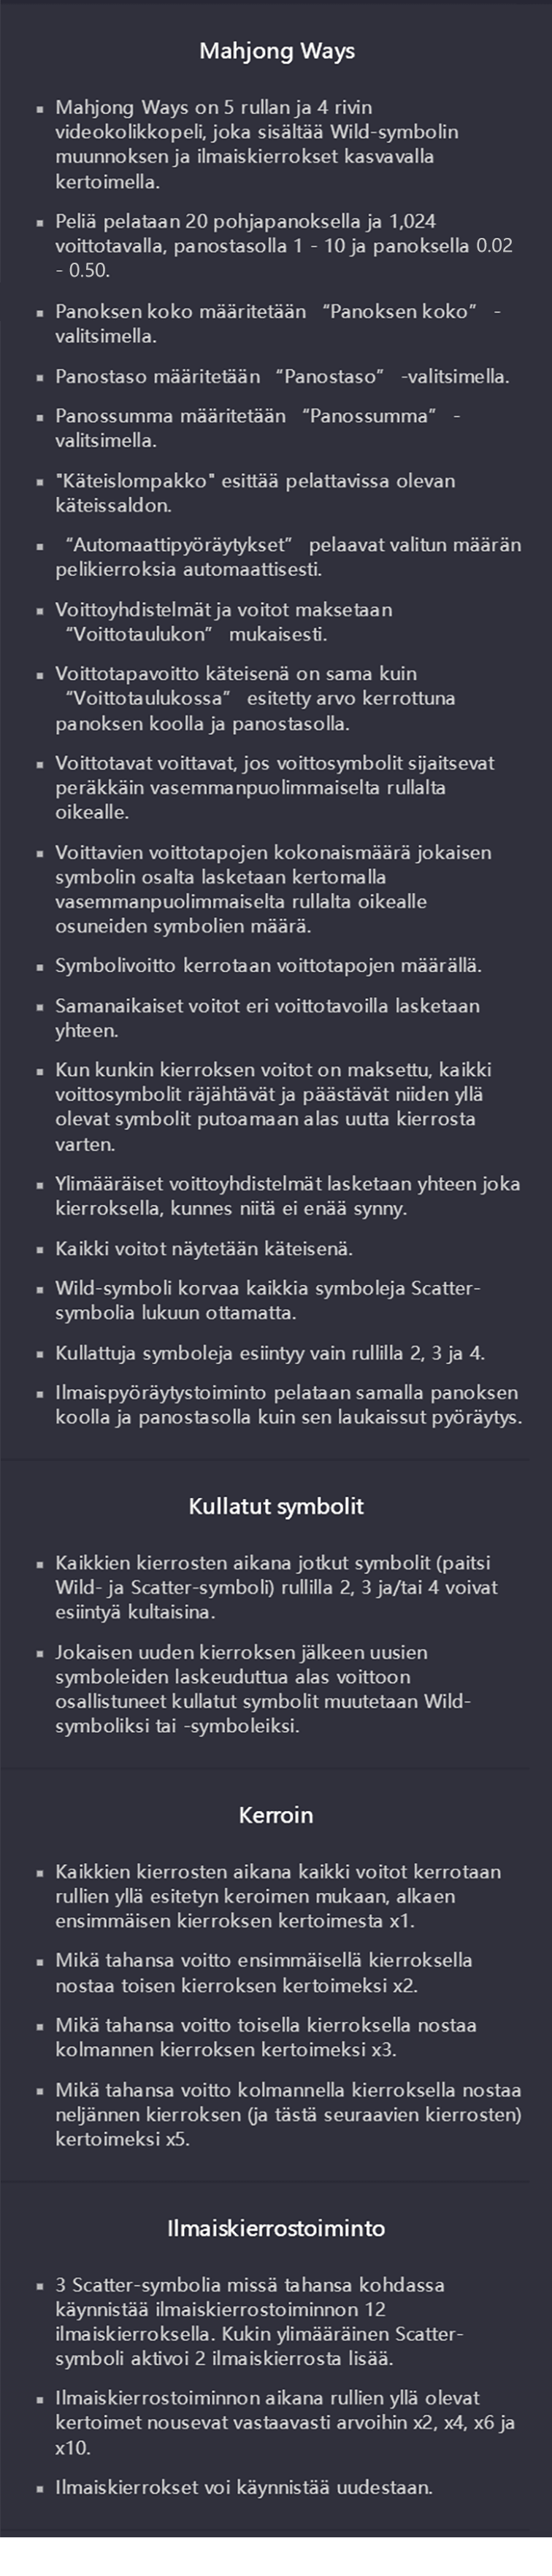 Mahjong Ways
▪ Mahjong Ways on 5 rullan ja 4 rivin
videokolikkopeli, joka sisältää Wild-symbolin
muunnoksen ja ilmaiskierrokset kasvavalla
kertoimella.
▪ Peliä pelataan 20 pohjapanoksella ja 1,024
voittotavalla, panostasolla 1 - 10 ja panoksella 0.02
- 0.50.
▪ Panoksen koko määritetään “Panoksen koko” -
valitsimella.
▪ Panostaso määritetään “Panostaso” -valitsimella.
▪ Panossumma määritetään “Panossumma” -
valitsimella.
▪ "Käteislompakko" esittää pelattavissa olevan
käteissaldon.
▪ “Automaattipyöräytykset” pelaavat valitun määrän
pelikierroksia automaattisesti.
▪ Voittoyhdistelmät ja voitot maksetaan
“Voittotaulukon” mukaisesti.
▪ Voittotapavoitto käteisenä on sama kuin
“Voittotaulukossa” esitetty arvo kerrottuna
panoksen koolla ja panostasolla.
▪ Voittotavat voittavat, jos voittosymbolit sijaitsevat
peräkkäin vasemmanpuolimmaiselta rullalta
oikealle.
▪ Voittavien voittotapojen kokonaismäärä jokaisen
symbolin osalta lasketaan kertomalla
vasemmanpuolimmaiselta rullalta oikealle
osuneiden symbolien määrä.
▪ Symbolivoitto kerrotaan voittotapojen määrällä.
▪ Samanaikaiset voitot eri voittotavoilla lasketaan
yhteen.
▪ Kun kunkin kierroksen voitot on maksettu, kaikki
voittosymbolit räjähtävät ja päästävät niiden yllä
olevat symbolit putoamaan alas uutta kierrosta
varten.
▪ Ylimääräiset voittoyhdistelmät lasketaan yhteen joka
kierroksella, kunnes niitä ei enää synny.
▪ Kaikki voitot näytetään käteisenä.
▪ Wild-symboli korvaa kaikkia symboleja Scatter-
symbolia lukuun ottamatta.
▪ Kullattuja symboleja esiintyy vain rullilla 2, 3 ja 4.
▪ Ilmaispyöräytystoiminto pelataan samalla panoksen
koolla ja panostasolla kuin sen laukaissut pyöräytys.
Kullatut symbolit
▪ Kaikkien kierrosten aikana jotkut symbolit (paitsi
Wild- ja Scatter-symboli) rullilla 2, 3 ja/tai 4 voivat
esiintyä kultaisina.
▪ Jokaisen uuden kierroksen jälkeen uusien
symboleiden laskeuduttua alas voittoon
osallistuneet kullatut symbolit muutetaan Wild-
symboliksi tai -symboleiksi.
Kerroin
▪ Kaikkien kierrosten aikana kaikki voitot kerrotaan
rullien yllä esitetyn keroimen mukaan, alkaen
ensimmäisen kierroksen kertoimesta x1.
▪ Mikä tahansa voitto ensimmäisellä kierroksella
nostaa toisen kierroksen kertoimeksi x2.
▪ Mikä tahansa voitto toisella kierroksella nostaa
kolmannen kierroksen kertoimeksi x3.
▪ Mikä tahansa voitto kolmannella kierroksella nostaa
neljännen kierroksen (ja tästä seuraavien kierrosten)
kertoimeksi x5.
Ilmaiskierrostoiminto
▪ 3 Scatter-symbolia missä tahansa kohdassa
käynnistää ilmaiskierrostoiminnon 12
ilmaiskierroksella. Kukin ylimääräinen Scatter-
symboli aktivoi 2 ilmaiskierrosta lisää.
▪ Ilmaiskierrostoiminnon aikana rullien yllä olevat
kertoimet nousevat vastaavasti arvoihin x2, x4, x6 ja
x10.
▪ Ilmaiskierrokset voi käynnistää uudestaan.